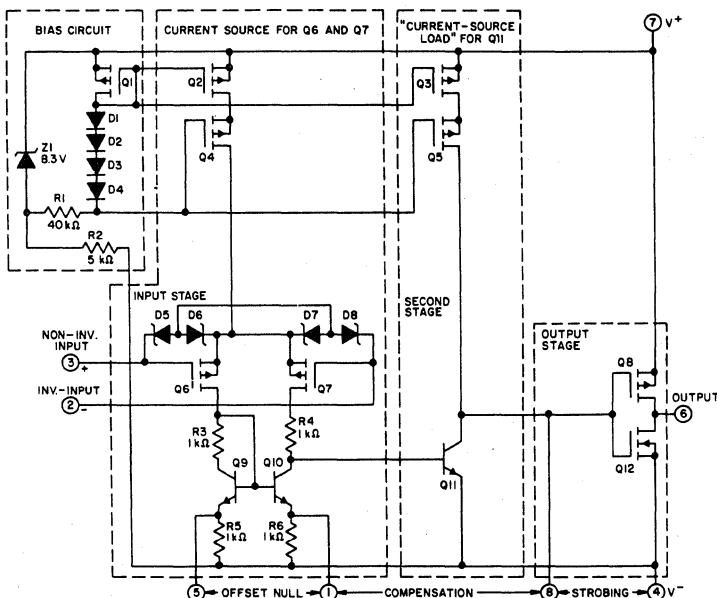 BIAS CIRCUIT
CURRENT SOURCE FOR Q6 AND Q7
"CURRENT-SOURCE
LOAD" FOR Q11
7 V+
Q1
Q2
Q3
D1
D2
D3
D4
Z1
8.3 V
Q4
Q5
R1
40 kΩ
R2
5 kΩ
INPUT STAGE
D5
D6
D7
D8
SECOND
STAGE
NON-INV.
INPUT
3 +
Q6
Q7
INV.-INPUT
2 -
OUTPUT
STAGE
Q8
OUTPUT
6
R3
1 kΩ
R4
1 kΩ
Q9
Q10
Q11
Q12
R5
1 kΩ
R6
1 kΩ
5 OFFSET NULL 1 COMPENSATION 8 STROBING 4 V-